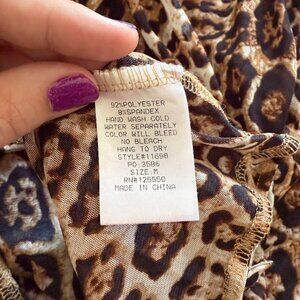 92%POLYESTER
8%SPANDEX
HAND WASH COLD
WATER SEPARATELY
COLOR WILL BLEED
NO BLEACH
HANG TO DRY
STYLE#11698
PO:3586
SIZE:M
RN#125550
MADE IN CHINA